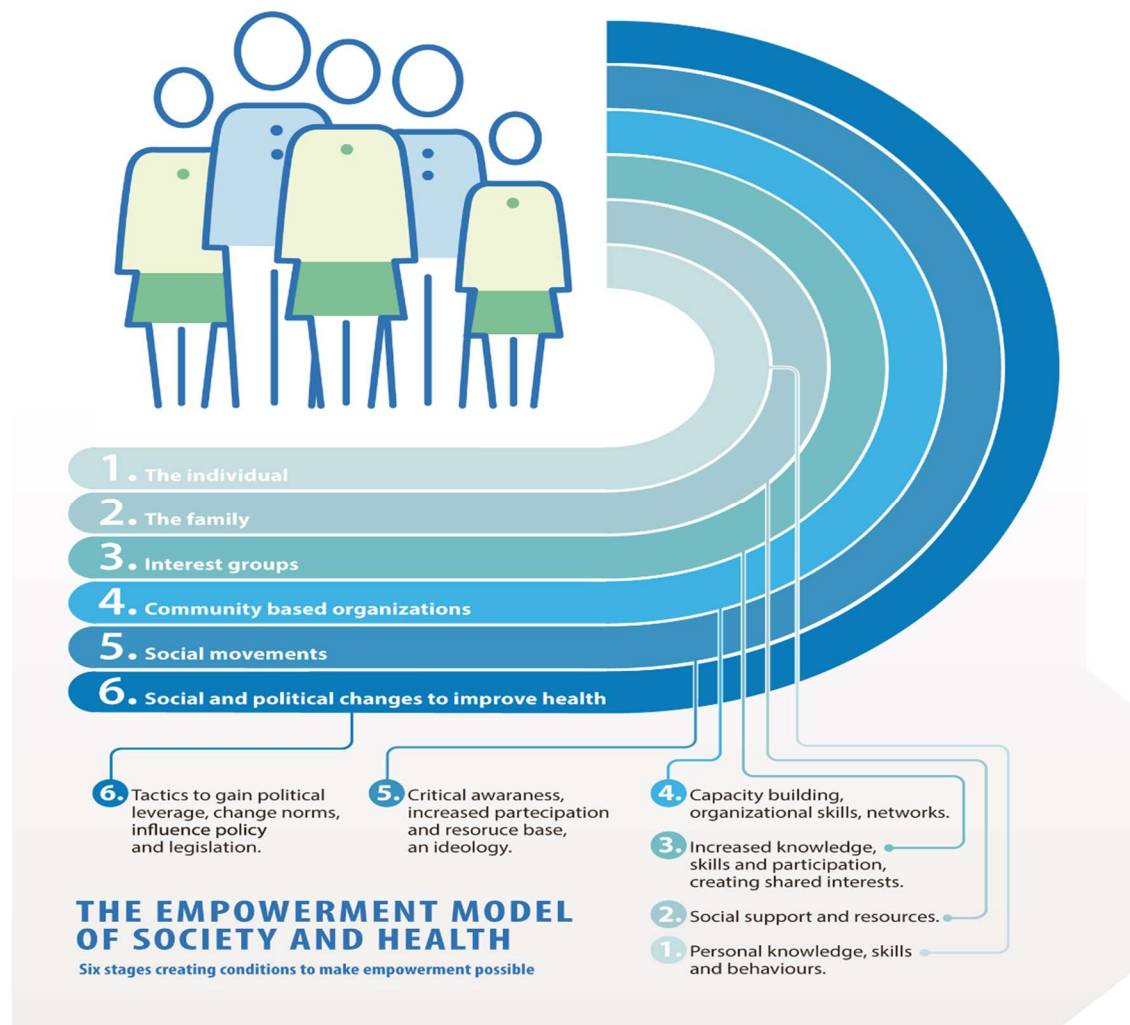 1. The individual
2. The family
3. Interest groups
4. Community based organizations
5. Social movements
6. Social and political changes to improve health
6. Tactics to gain political
leverage, change norms,
influence policy
and legislation.
5. Critical awaraness,
increased partecipation
and resoruce base,
an ideology.
4. Capacity building,
organizational skills, networks.
3. Increased knowledge,
skills and participation,
creating shared interests.
2. Social support and resources.
1. Personal knowledge, skills
and behaviours.
THE EMPOWERMENT MODEL
OF SOCIETY AND HEALTH
Six stages creating conditions to make empowerment possible